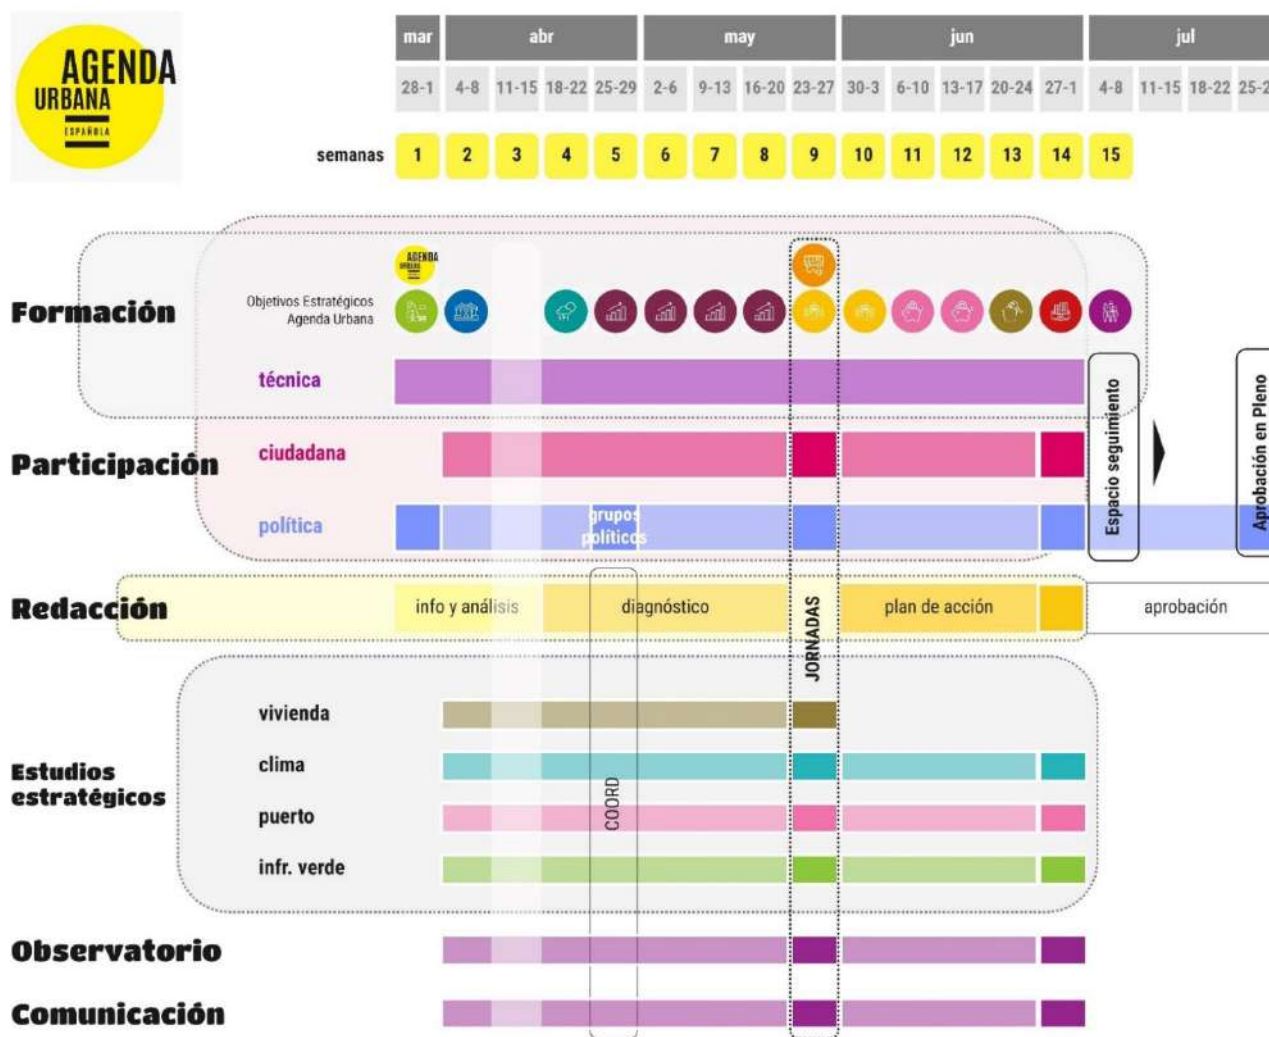 AGENDA
URBANA
ESPAÑOLA
mar abr may jun jul
28-1 4-8 11-15 18-22 25-29 2-6 9-13 16-20 23-27 30-3 6-10 13-17 20-24 27-1 4-8 11-15 18-22 25-2
semanas 1 2 3 4 5 6 7 8 9 10 11 12 13 14 15
AGENDA
URBANA
Formación
Objetivos Estratégicos
Agenda Urbana
técnica
Participación
ciudadana
política
grupos
políticos
Espacio seguimiento
Aprobación en Pleno
Redacción
info y análisis diagnóstico plan de acción aprobación
JORNADAS
COORD
Estudios
estratégicos
vivienda
clima
puerto
infr. verde
Observatorio
Comunicación